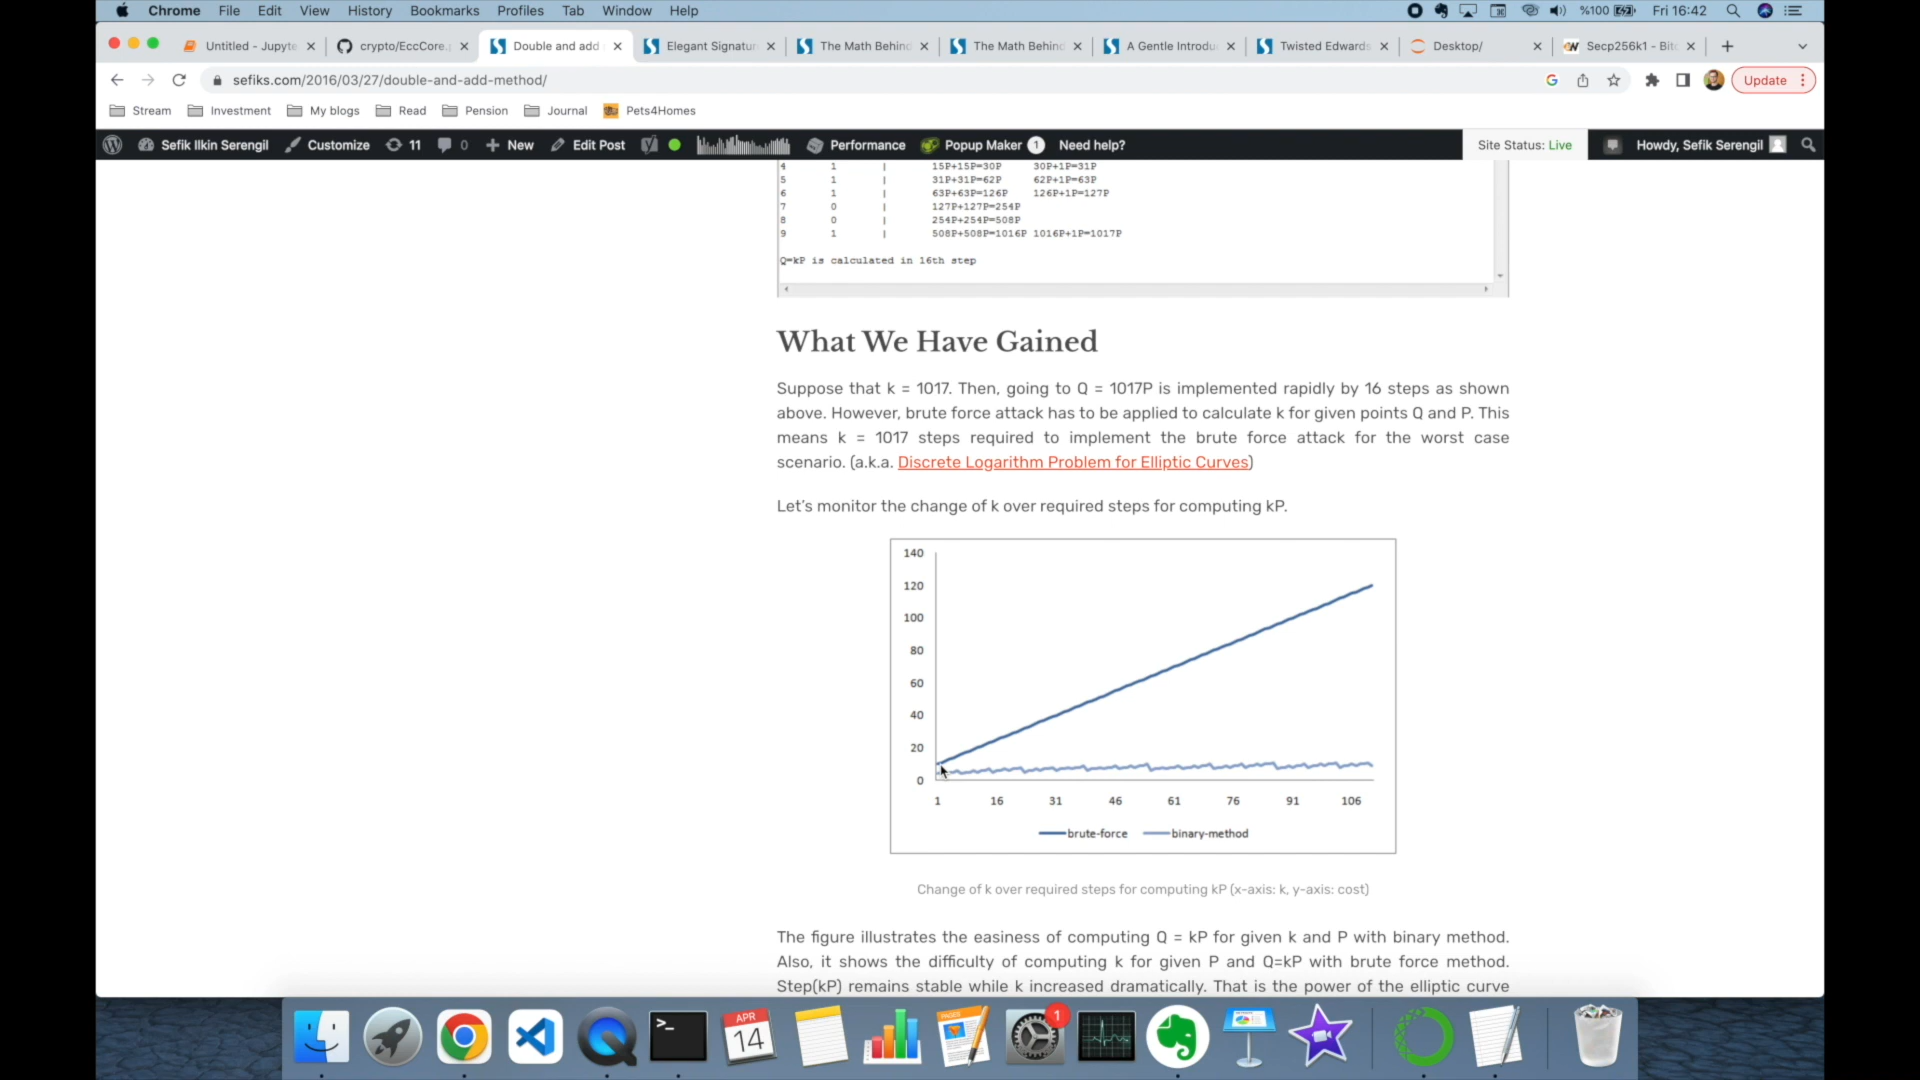 Chrome File Edit View History Bookmarks Profiles Tab Window Help %100 Fri 16:42
Untitled - Jupyte crypto/EccCore. Double and add Elegant Signatur The Math Behind The Math Behind A Gentle Introdu Twisted Edwards Desktop/ Secp256k1 - Bit
sefiks.com/2016/03/27/double-and-add-method/ Update
Stream Investment My blogs Read Pension Journal Pets4Homes
Sefik Ilkin Serengil Customize 11 0 New Edit Post Performance Popup Maker 1 Need help? Site Status: Live Howdy, Sefik Serengil
4 1 | 15P+15P=30P 30P+1P=31P
5 1 | 31P+31P=62P 62P+1P=63P
6 1 | 63P+63P=126P 126P+1P=127P
7 0 | 127P+127P=254P
8 0 | 254P+254P=508P
9 1 | 508P+508P=1016P 1016P+1P=1017P
Q=kP is calculated in 16th step
What We Have Gained
Suppose that k = 1017. Then, going to Q = 1017P is implemented rapidly by 16 steps as shown
above. However, brute force attack has to be applied to calculate k for given points Q and P. This
means k = 1017 steps required to implement the brute force attack for the worst case
scenario. (a.k.a. Discrete Logarithm Problem for Elliptic Curves)
Let's monitor the change of k over required steps for computing kP.
140
120
100
80
60
40
20
0
1 16 31 46 61 76 91 106
brute-force binary-method
Change of k over required steps for computing kP (x-axis: k, y-axis: cost)
The figure illustrates the easiness of computing Q = kP for given k and P with binary method.
Also, it shows the difficulty of computing k for given P and Q=kP with brute force method.
Step(kP) remains stable while k increased dramatically. That is the power of the elliptic curve
APR
14
PAGES
1